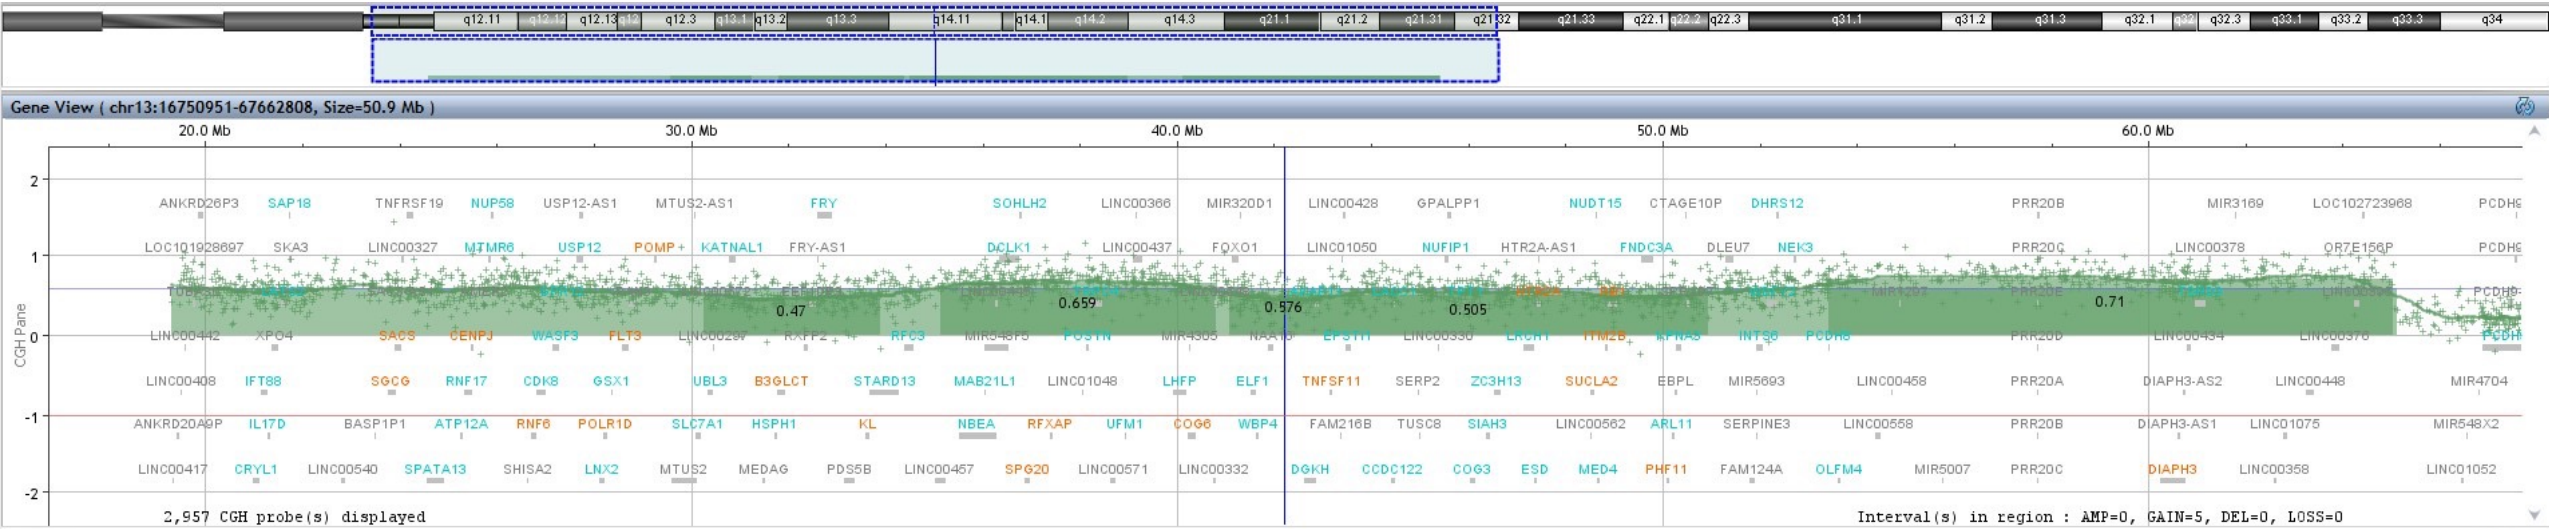 q12.11 q12.12 q12.13 q12 q12.3 q13.1 q13.2 q13.3 q14.11 q14.1 q14.2 q14.3 q21.1 q21.2 q21.31 q21.32 q21.33 q22.1 q22.2 q22.3 q31.1 q31.2 q31.3 q32.1 q32 q32.3 q33.1 q33.2 q33.3 q34
Gene View ( chr13:16750951-67662808, Size=50.9 Mb )
20.0 Mb 30.0 Mb 40.0 Mb 50.0 Mb 60.0 Mb
2
ANKRD26P3 SAP18 TNFRSF19 NUP58 USP12-AS1 MTUS2-AS1 FRY SOHLH2 LINC00366 MIR320D1 LINC00428 GPALPP1 NUDT15 CTAGE10P DHRS12 PRR20B MIR3169 LOC102723968 PCDH9
LOC101928697 SKA3 LINC00327 MTMR6 USP12 POMP KATNAL1 FRY-AS1 DCLK1 LINC00437 FOXO1 LINC01050 NUFIP1 HTR2A-AS1 FNDC3A DLEU7 NEK3 PRR20C LINC00378 OR7E156P PCDH9
1
MIR1297 PRR20E PCDH9-
0.47 0.659 0.576 0.505 0.71
CGH Pane
0
LINC00442 XPO4 SACS CENPJ WASF3 FLT3 LINC00297 RXFP2 RFC3 MIR548F5 POSTN MIR4305 NAA16 EPSTI1 LINC00330 LRCH1 ITM2B KPNA3 INTS6 PCDH8 PRR20D LINC00434 LINC00376 PCDH
LINC00408 IFT88 SGCG RNF17 CDK8 GSX1 UBL3 B3GLCT STARD13 MAB21L1 LINC01048 LHFP ELF1 TNFSF11 SERP2 ZC3H13 SUCLA2 EBPL MIR5693 LINC00458 PRR20A DIAPH3-AS2 LINC00448 MIR4704
-1
ANKRD20A9P IL17D BASP1P1 ATP12A RNF6 POLR1D SLC7A1 HSPH1 KL NBEA RFXAP UFM1 COG6 WBP4 FAM216B TUSC8 SIAH3 LINC00562 ARL11 SERPINE3 LINC00558 PRR20B DIAPH3-AS1 LINC01075 MIR548X2
LINC00417 CRYL1 LINC00540 SPATA13 SHISA2 LNX2 MTUS2 MEDAG PDS5B LINC00457 SPG20 LINC00571 LINC00332 DGKH CCDC122 COG3 ESD MED4 PHF11 FAM124A OLFM4 MIR5007 PRR20C DIAPH3 LINC00358 LINC01052
-2
2,957 CGH probe(s) displayed Interval(s) in region : AMP=0, GAIN=5, DEL=0, LOSS=0